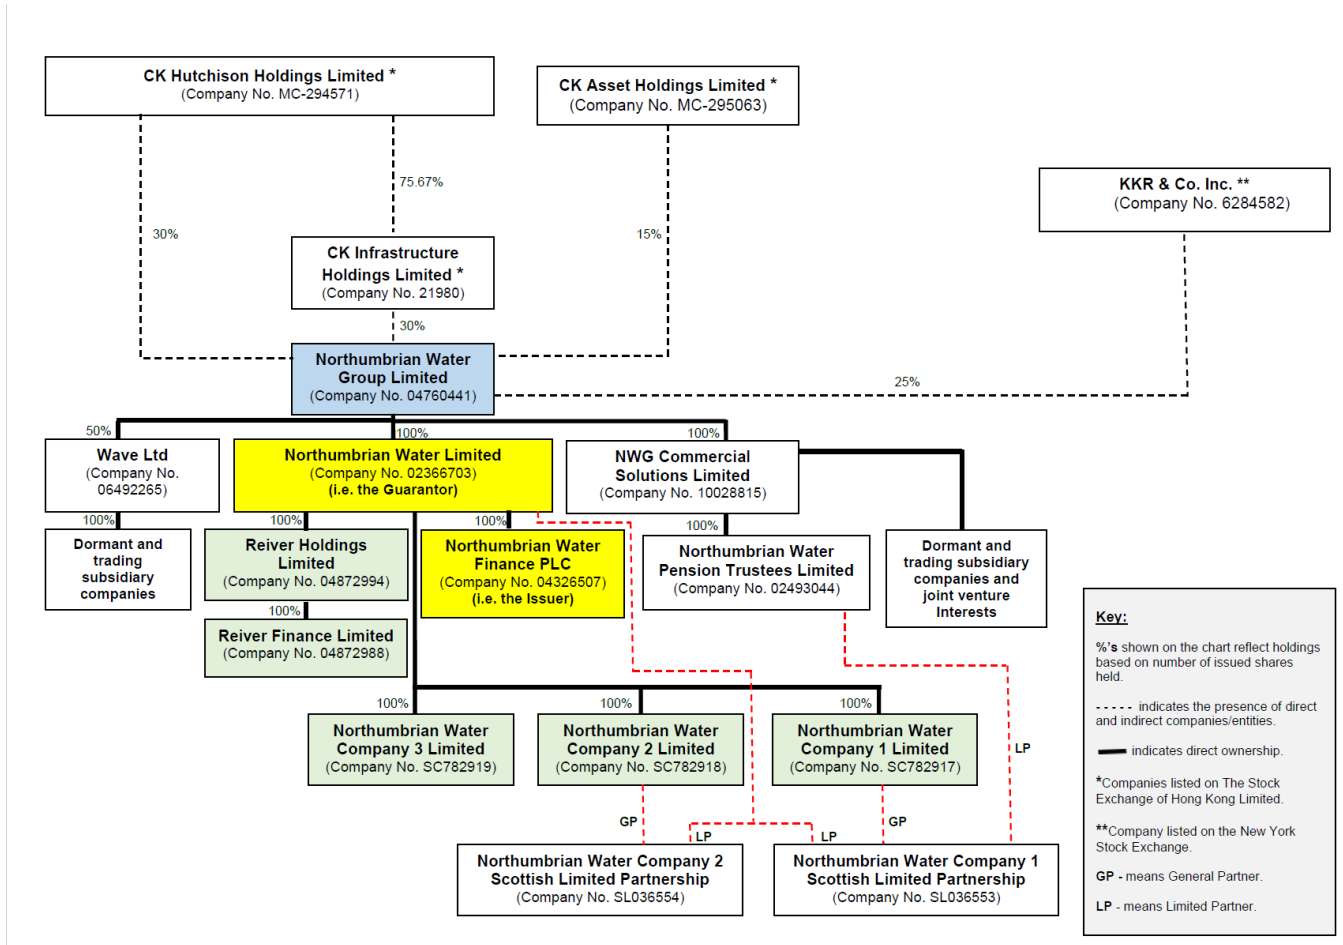 CK Hutchison Holdings Limited *
(Company No. MC-294571)
CK Asset Holdings Limited *
(Company No. MC-295063)
KKR & Co. Inc. **
(Company No. 6284582)
75.67%
30%
15%
CK Infrastructure
Holdings Limited *
(Company No. 21980)
30%
Northumbrian Water
Group Limited
(Company No. 04760441)
25%
50%
100%
100%
Wave Ltd
(Company No.
06492265)
Northumbrian Water Limited
(Company No. 02366703)
(i.e. the Guarantor)
NWG Commercial
Solutions Limited
(Company No. 10028815)
100%
100%
100%
100%
Dormant and
trading
subsidiary
companies
Reiver Holdings
Limited
(Company No. 04872994)
Northumbrian Water
Finance PLC
(Company No. 04326507)
(i.e. the Issuer)
Northumbrian Water
Pension Trustees Limited
(Company No. 02493044)
Dormant and
trading subsidiary
companies and
joint venture
Interests
100%
Reiver Finance Limited
(Company No. 04872988)
100%
100%
100%
Northumbrian Water
Company 3 Limited
(Company No. SC782919)
Northumbrian Water
Company 2 Limited
(Company No. SC782918)
Northumbrian Water
Company 1 Limited
(Company No. SC782917)
LP
GP
LP
LP
GP
Northumbrian Water Company 2
Scottish Limited Partnership
(Company No. SL036554)
Northumbrian Water Company 1
Scottish Limited Partnership
(Company No. SL036553)
Key:
%'s shown on the chart reflect holdings
based on number of issued shares
held.
- - - - - indicates the presence of direct
and indirect companies/entities.
indicates direct ownership.
*Companies listed on The Stock
Exchange of Hong Kong Limited.
**Company listed on the New York
Stock Exchange.
GP - means General Partner.
LP - means Limited Partner.